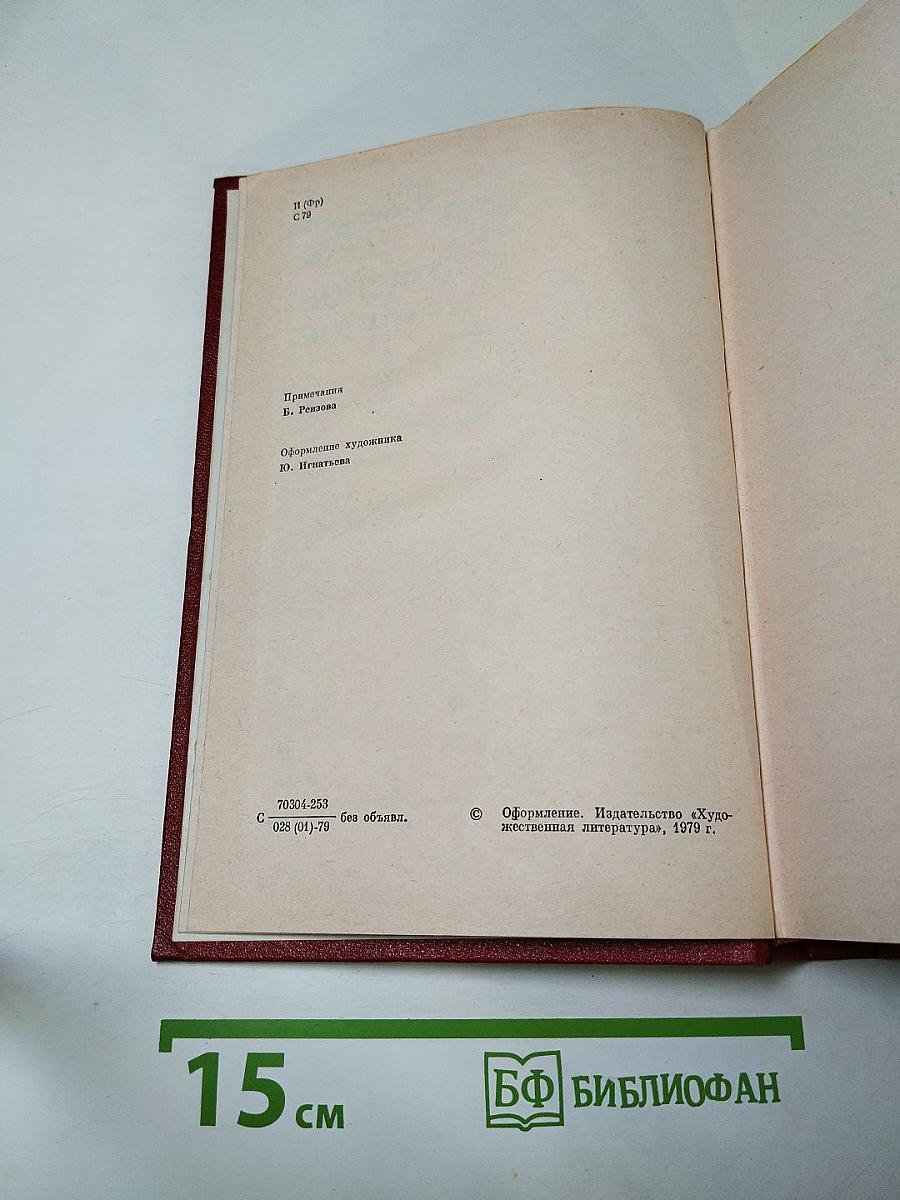 И (Фр)
С 79
Примечания
Б. Реизова
Оформление художника
Ю. Игнатьева
70304-253
С ——— без объявл.
028 (01)-79
© Оформление. Издательство «Худо-
жественная литература», 1979 г.
15 см
БФ БИБЛИОФАН